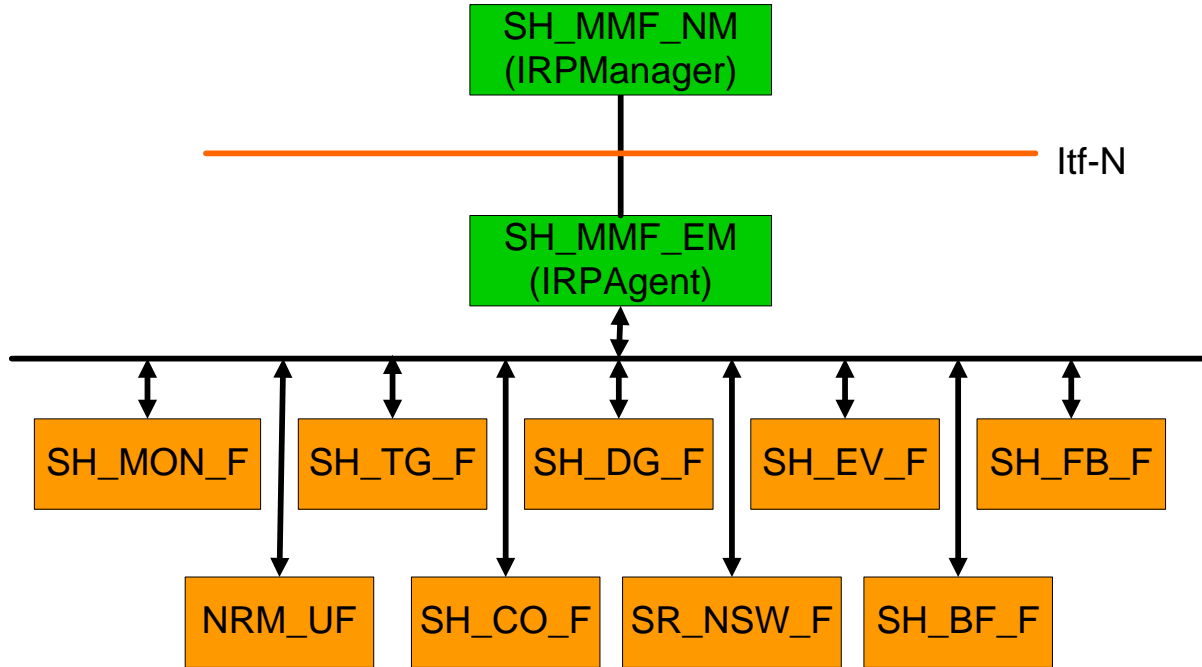 SH_MMF_NM
(IRPManager)
Itf-N
SH_MMF_EM
(IRPAgent)
SH_MON_F
SH_TG_F
SH_DG_F
SH_EV_F
SH_FB_F
NRM_UF
SH_CO_F
SR_NSW_F
SH_BF_F